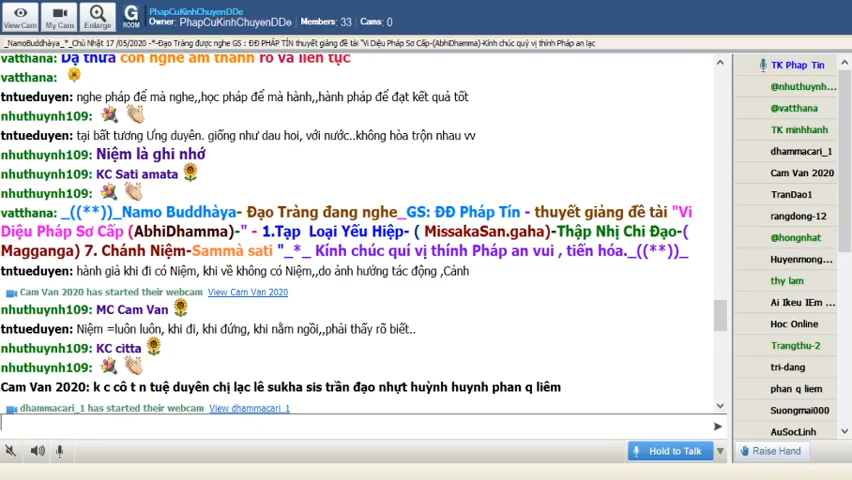 PhapCuKinhChuyenDDe
Owner: PhapCuKinhChuyenDDe Members: 33 Cams: 0
View Cam
My Cam
Enlarge
G ROOM
_NamoBuddhàya_*_Chủ Nhật 17 /05/2020 -*-Đạo Tràng được nghe GS : ĐĐ PHÁP TÍN thuyết giảng đề tài "Vi Diệu Pháp Sơ Cấp-(AbhiDhamma)-Kính chúc quý vị thính Pháp an lạc
vatthana: Dạ thưa con nghe âm thanh rõ và liên tục
vatthana:
tntueduyen: nghe pháp để mà nghe,,học pháp để mà hành,,hành pháp để đạt kết quả tốt
nhuthuynh109:
tntueduyen: tại bất tương Ưng duyên. giống như dau hoi, với nước..không hòa trộn nhau vv
nhuthuynh109: Niệm là ghi nhớ
nhuthuynh109: KC Sati amata
nhuthuynh109:
vatthana: _((**))_Namo Buddhàya- Đạo Tràng đang nghe_GS: ĐĐ Pháp Tín - thuyết giảng đề tài "Vi
Diệu Pháp Sơ Cấp (AbhiDhamma)-" - 1.Tạp Loại Yếu Hiệp- ( MissakaSan.gaha)-Thập Nhị Chi Đạo-(
Magganga) 7. Chánh Niệm-Sammà sati "_*_ Kính chúc quí vị thính Pháp an vui , tiến hóa._((**))_
tntueduyen: hành giả khi đi có Niệm, khi về không có Niệm,,do ảnh hưởng tác động ,Cảnh
Cam Van 2020 has started their webcam View Cam Van 2020
nhuthuynh109: MC Cam Van
tntueduyen: Niệm =luôn luôn, khi đi, khi đứng, khi nằm ngồi,,phải thấy rõ biết..
nhuthuynh109: KC citta
nhuthuynh109:
Cam Van 2020: k c cô t n tuệ duyên chị lạc lê sukha sis trần đạo nhựt huỳnh huynh phan q liêm
dhammacari_1 has started their webcam View dhammacari_1
Hold to Talk
TK Phap Tin
@nhuthuynh...
@vatthana
TK minhhanh
dhammacari_1
Cam Van 2020
TranDao1
rangdong-12
@hongnhat
Huyenmong...
thy lam
Ai Ikeu IEm ...
Hoc Online
Trangthu-2
tri-dang
phan q liem
Suongmai000
AuSocLinh
Raise Hand